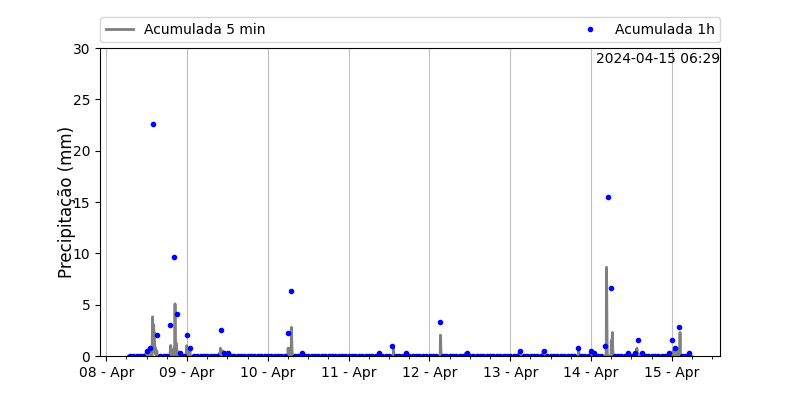 Acumulada 5 min
Acumulada 1h
2024-04-15 06:29
Precipitação (mm)
30
25
20
15
10
5
0
08 - Apr
09 - Apr
10 - Apr
11 - Apr
12 - Apr
13 - Apr
14 - Apr
15 - Apr